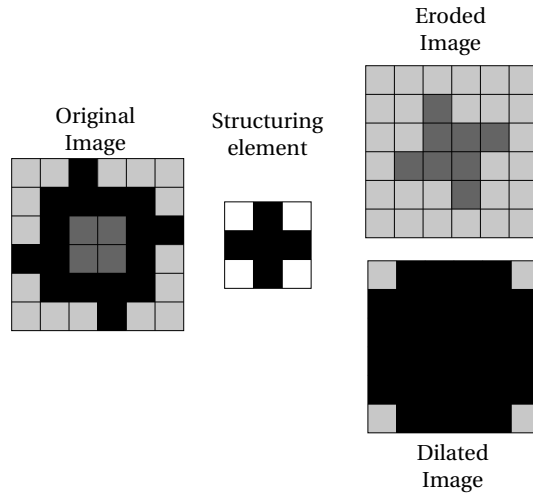 Original
Image
Structuring
element
Eroded
Image
Dilated
Image